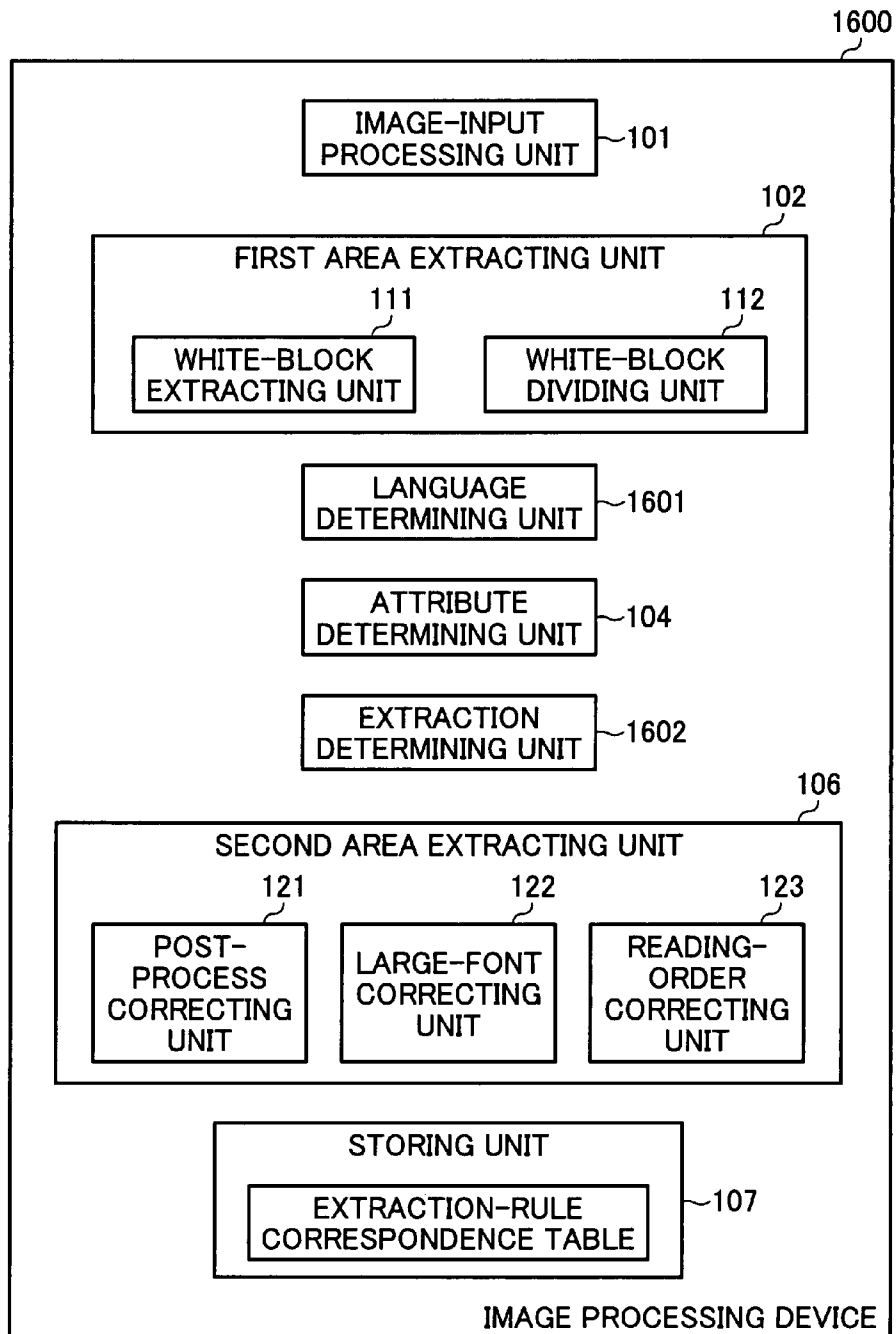 1600
IMAGE-INPUT
PROCESSING UNIT
101
102
FIRST AREA EXTRACTING UNIT
111
112
WHITE-BLOCK
EXTRACTING UNIT
WHITE-BLOCK
DIVIDING UNIT
LANGUAGE
DETERMINING UNIT
1601
ATTRIBUTE
DETERMINING UNIT
104
EXTRACTION
DETERMINING UNIT
1602
106
SECOND AREA EXTRACTING UNIT
121
122
123
POST-
PROCESS
CORRECTING
UNIT
LARGE-FONT
CORRECTING
UNIT
READING-
ORDER
CORRECTING
UNIT
STORING UNIT
EXTRACTION-RULE
CORRESPONDENCE TABLE
107
IMAGE PROCESSING DEVICE